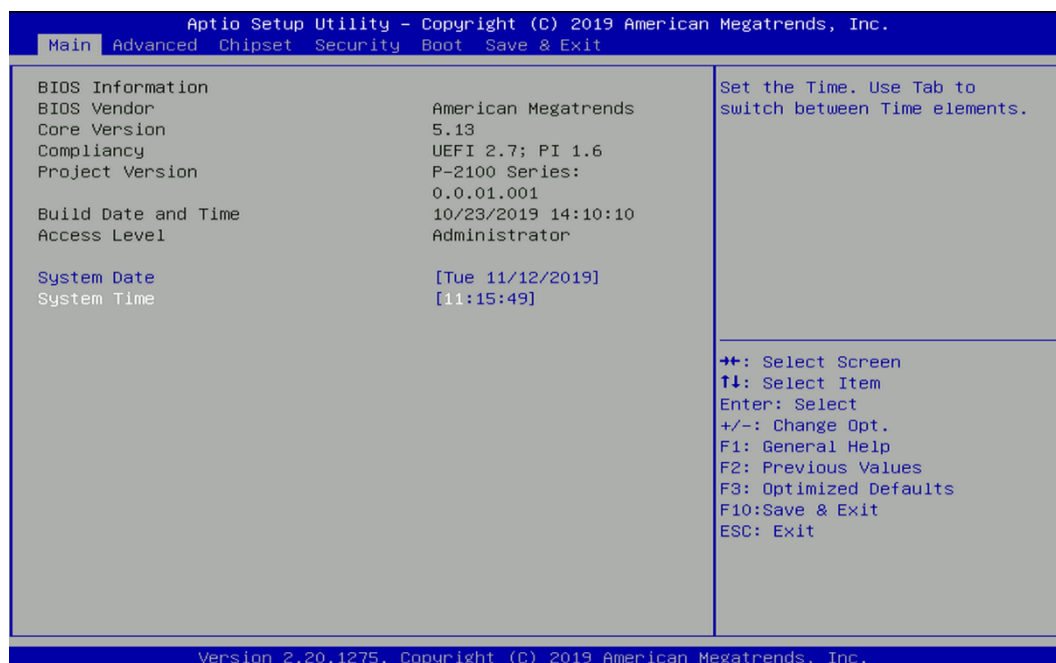 Aptio Setup Utility – Copyright (C) 2019 American Megatrends, Inc.
Main Advanced Chipset Security Boot Save & Exit
BIOS Information
BIOS Vendor American Megatrends
Core Version 5.13
Compliancy UEFI 2.7; PI 1.6
Project Version P-2100 Series:
0.0.01.001
Build Date and Time 10/23/2019 14:10:10
Access Level Administrator
System Date [Tue 11/12/2019]
System Time [11:15:49]
Set the Time. Use Tab to
switch between Time elements.
→←: Select Screen
↑↓: Select Item
Enter: Select
+/-: Change Opt.
F1: General Help
F2: Previous Values
F3: Optimized Defaults
F10:Save & Exit
ESC: Exit
Version 2.20.1275. Copyright (C) 2019 American Megatrends, Inc.